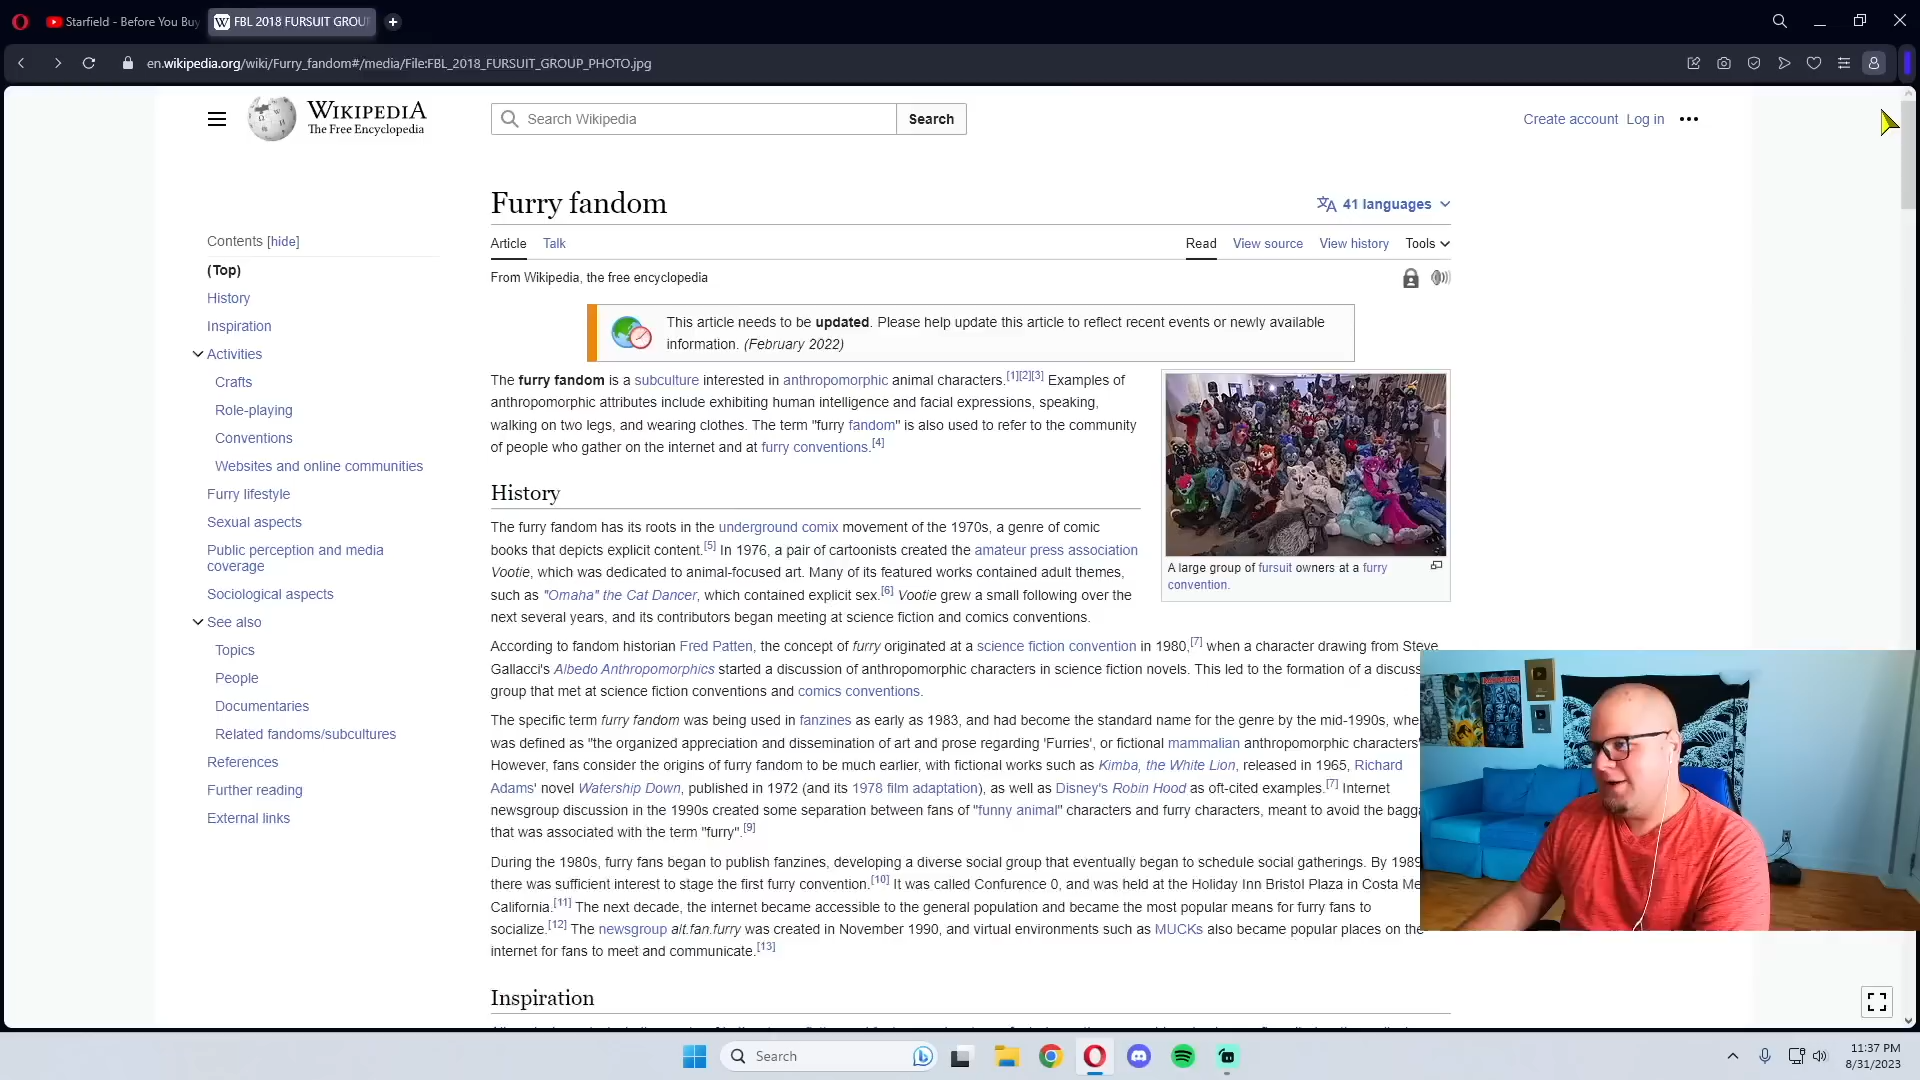 Starfield - Before You Buy
FBL 2018 FURSUIT GROU
en.wikipedia.org/wiki/Furry_fandom#/media/File:FBL_2018_FURSUIT_GROUP_PHOTO.jpg
WIKIPEDIA
The Free Encyclopedia
Search Wikipedia
Search
Create account Log in
Furry fandom
41 languages
Contents [hide]
(Top)
History
Inspiration
Activities
Crafts
Role-playing
Conventions
Websites and online communities
Furry lifestyle
Sexual aspects
Public perception and media
coverage
Sociological aspects
See also
Topics
People
Documentaries
Related fandoms/subcultures
References
Further reading
External links
Article Talk
Read View source View history Tools
From Wikipedia, the free encyclopedia
This article needs to be updated. Please help update this article to reflect recent events or newly available
information. (February 2022)
The furry fandom is a subculture interested in anthropomorphic animal characters.[1][2][3] Examples of
anthropomorphic attributes include exhibiting human intelligence and facial expressions, speaking,
walking on two legs, and wearing clothes. The term "furry fandom" is also used to refer to the community
of people who gather on the internet and at furry conventions.[4]
A large group of fursuit owners at a furry
convention.
History
The furry fandom has its roots in the underground comix movement of the 1970s, a genre of comic
books that depicts explicit content.[5] In 1976, a pair of cartoonists created the amateur press association
Vootie, which was dedicated to animal-focused art. Many of its featured works contained adult themes,
such as "Omaha" the Cat Dancer, which contained explicit sex.[6] Vootie grew a small following over the
next several years, and its contributors began meeting at science fiction and comics conventions.
According to fandom historian Fred Patten, the concept of furry originated at a science fiction convention in 1980,[7] when a character drawing from Steve
Gallacci's Albedo Anthropomorphics started a discussion of anthropomorphic characters in science fiction novels. This led to the formation of a discuss
group that met at science fiction conventions and comics conventions.
The specific term furry fandom was being used in fanzines as early as 1983, and had become the standard name for the genre by the mid-1990s, whe
was defined as "the organized appreciation and dissemination of art and prose regarding 'Furries', or fictional mammalian anthropomorphic characters"
However, fans consider the origins of furry fandom to be much earlier, with fictional works such as Kimba, the White Lion, released in 1965, Richard
Adams' novel Watership Down, published in 1972 (and its 1978 film adaptation), as well as Disney's Robin Hood as oft-cited examples.[7] Internet
newsgroup discussion in the 1990s created some separation between fans of "funny animal" characters and furry characters, meant to avoid the bagga
that was associated with the term "furry".[9]
During the 1980s, furry fans began to publish fanzines, developing a diverse social group that eventually began to schedule social gatherings. By 1989
there was sufficient interest to stage the first furry convention.[10] It was called Confurence 0, and was held at the Holiday Inn Bristol Plaza in Costa Me
California.[11] The next decade, the internet became accessible to the general population and became the most popular means for furry fans to
socialize.[12] The newsgroup alt.fan.furry was created in November 1990, and virtual environments such as MUCKs also became popular places on the
internet for fans to meet and communicate.[13]
Inspiration
IRON MAIDEN
Search
11:37 PM
8/31/2023